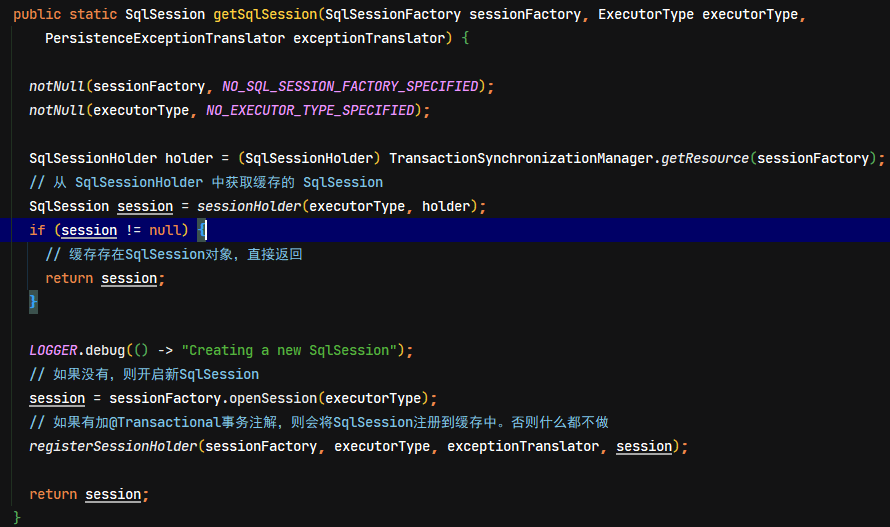 public static SqlSession getSqlSession(SqlSessionFactory sessionFactory, ExecutorType executorType,
PersistenceExceptionTranslator exceptionTranslator) {
notNull(sessionFactory, NO_SQL_SESSION_FACTORY_SPECIFIED);
notNull(executorType, NO_EXECUTOR_TYPE_SPECIFIED);
SqlSessionHolder holder = (SqlSessionHolder) TransactionSynchronizationManager.getResource(sessionFactory);
// 从 SqlSessionHolder 中获取缓存的 SqlSession
SqlSession session = sessionHolder(executorType, holder);
if (session != null) {
// 缓存存在SqlSession对象，直接返回
return session;
}
LOGGER.debug(() -> "Creating a new SqlSession");
// 如果没有，则开启新SqlSession
session = sessionFactory.openSession(executorType);
// 如果有加@Transactional事务注解，则会将SqlSession注册到缓存中。否则什么都不做
registerSessionHolder(sessionFactory, executorType, exceptionTranslator, session);
return session;
}